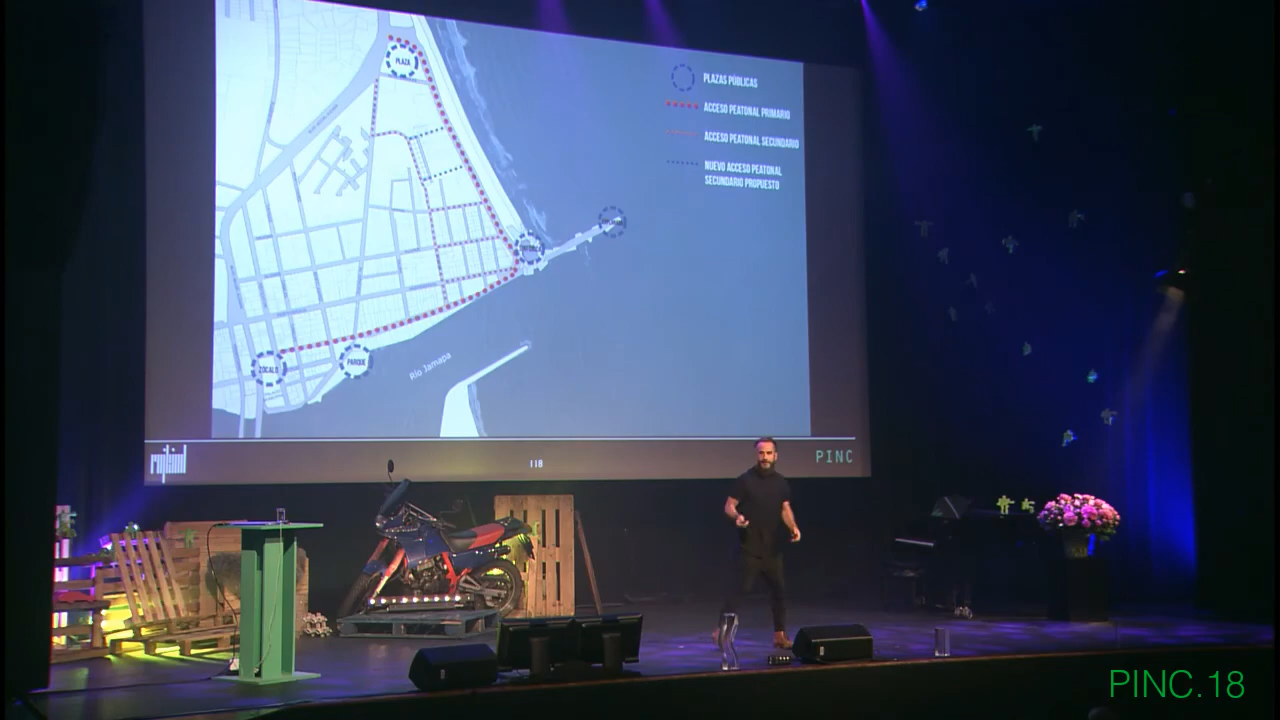 PLAZA
PLAZAS PÚBLICAS
ACCESO PEATONAL PRIMARIO
ACCESO PEATONAL SECUNDARIO
NUEVO ACCESO PEATONAL
SECUNDARIO PROPUESTO
ZÓCALO
PARQUE
Río Jamapa
118
PINC
PINC.18